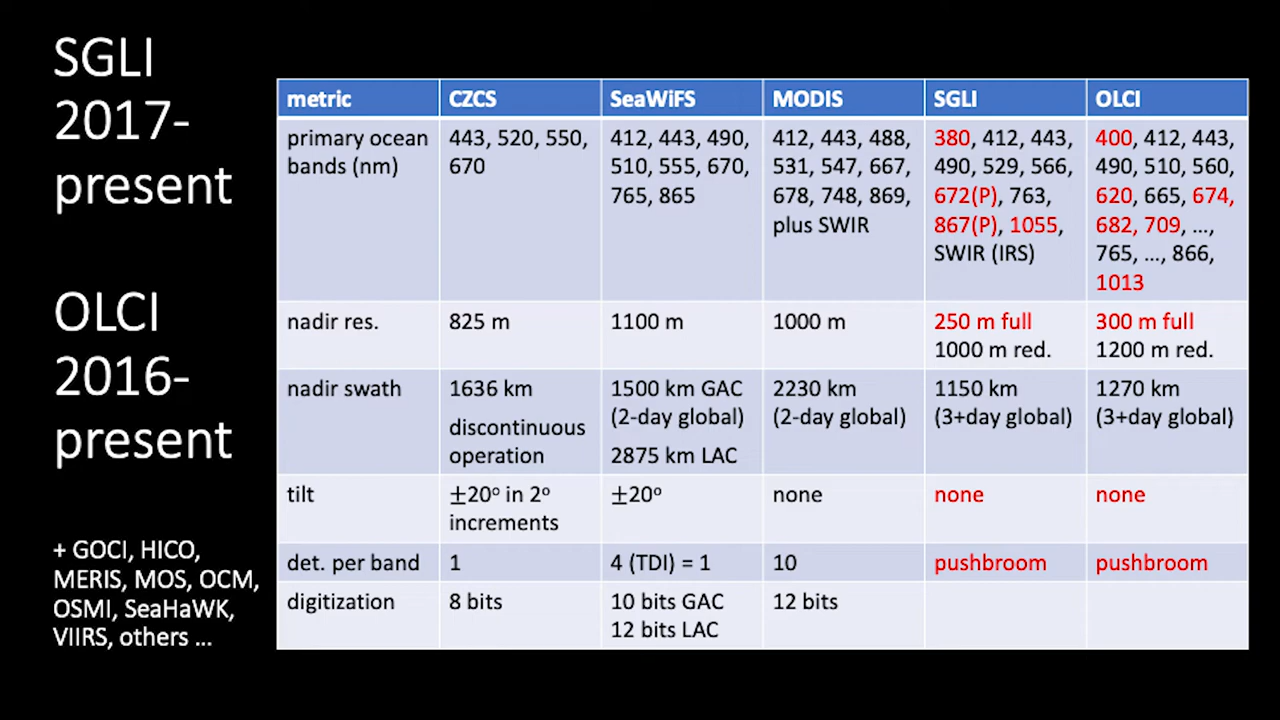 SGLI
2017-
present
OLCI
2016-
present
+ GOCI, HICO,
MERIS, MOS, OCM,
OSMI, SeaHaWK,
VIIRS, others ...
metric CZCS SeaWiFS MODIS SGLI OLCI
primary ocean 443, 520, 550, 412, 443, 490, 412, 443, 488, 380, 412, 443, 400, 412, 443,
bands (nm) 670 510, 555, 670, 531, 547, 667, 490, 529, 566, 490, 510, 560,
765, 865 678, 748, 869, 672(P), 763, 620, 665, 674,
plus SWIR 867(P), 1055, 682, 709, ...,
SWIR (IRS) 765, ..., 866,
1013
nadir res. 825 m 1100 m 1000 m 250 m full 300 m full
1000 m red. 1200 m red.
nadir swath 1636 km 1500 km GAC 2230 km 1150 km 1270 km
(2-day global) (2-day global) (3+day global) (3+day global)
discontinuous
operation 2875 km LAC
tilt ±20º in 2º ±20º none none none
increments
det. per band 1 4 (TDI) = 1 10 pushbroom pushbroom
digitization 8 bits 10 bits GAC 12 bits
12 bits LAC